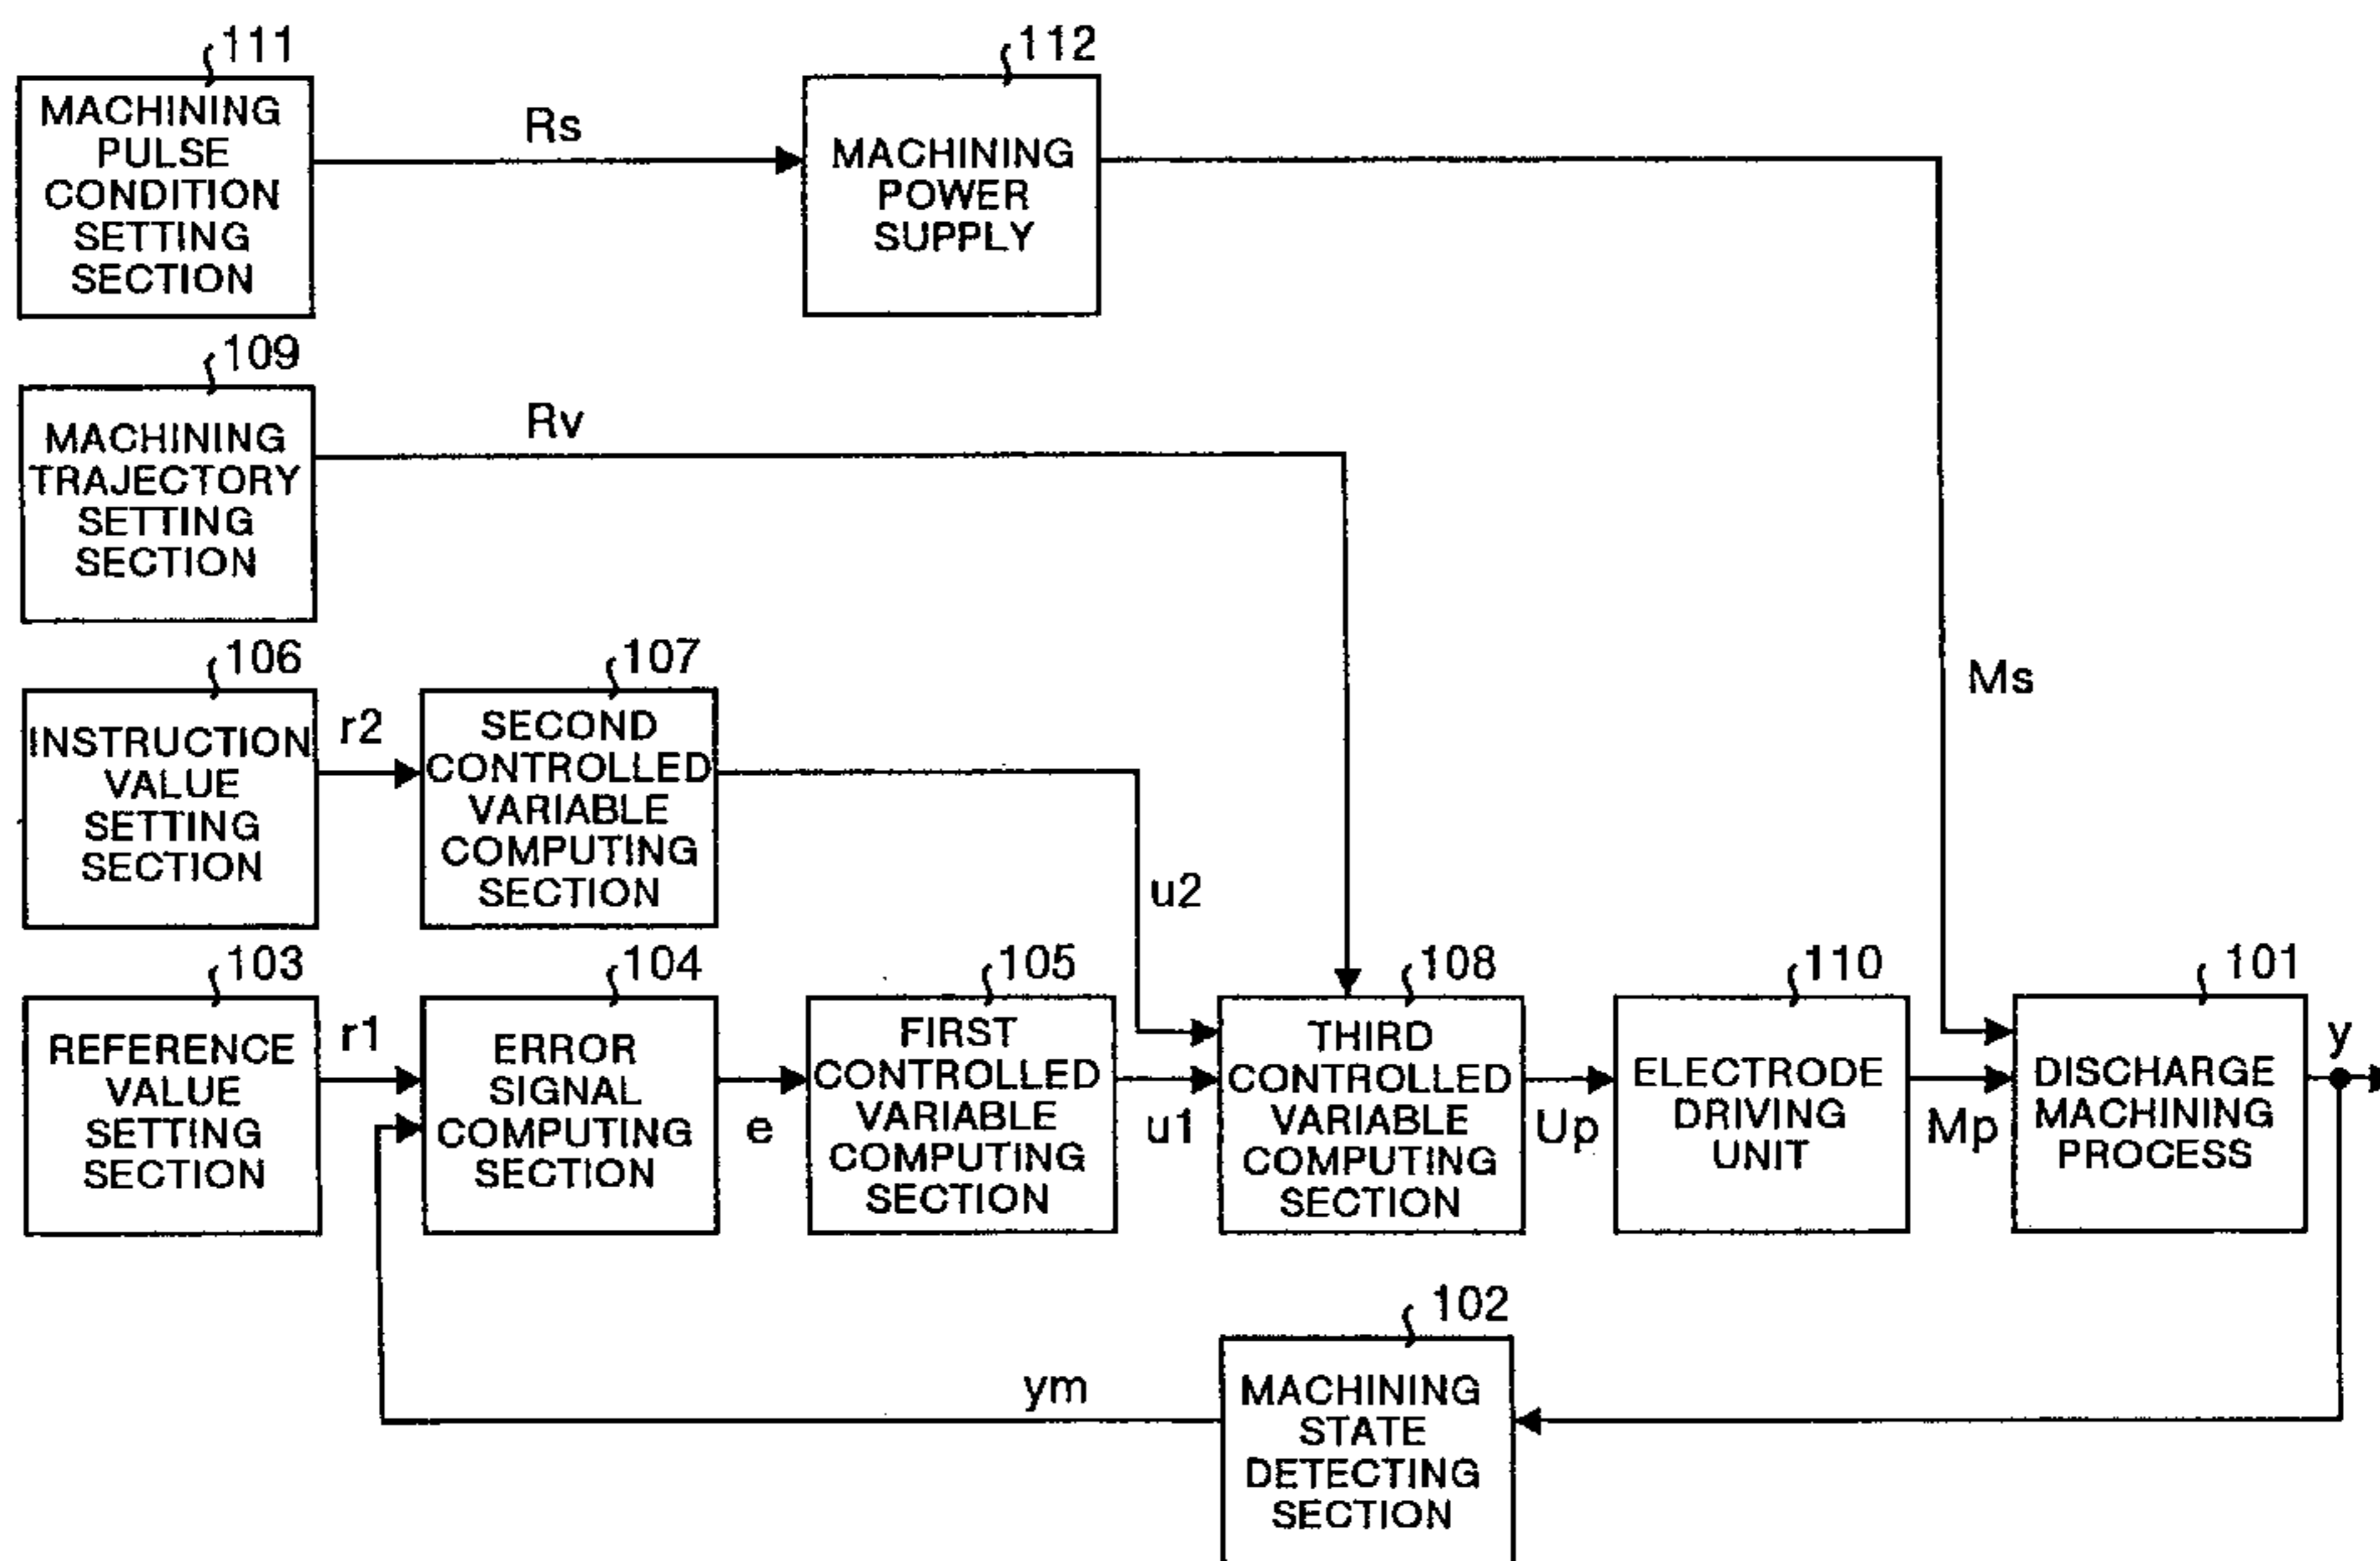 111
MACHINING
PULSE
CONDITION
SETTING
SECTION
Rs
112
MACHINING
POWER
SUPPLY
109
MACHINING
TRAJECTORY
SETTING
SECTION
Rv
Ms
106
INSTRUCTION
VALUE
SETTING
SECTION
r2
107
SECOND
CONTROLLED
VARIABLE
COMPUTING
SECTION
u2
103
REFERENCE
VALUE
SETTING
SECTION
r1
104
ERROR
SIGNAL
COMPUTING
SECTION
e
105
FIRST
CONTROLLED
VARIABLE
COMPUTING
SECTION
u1
108
THIRD
CONTROLLED
VARIABLE
COMPUTING
SECTION
Up
110
ELECTRODE
DRIVING
UNIT
Mp
101
DISCHARGE
MACHINING
PROCESS
y
102
MACHINING
STATE
DETECTING
SECTION
ym